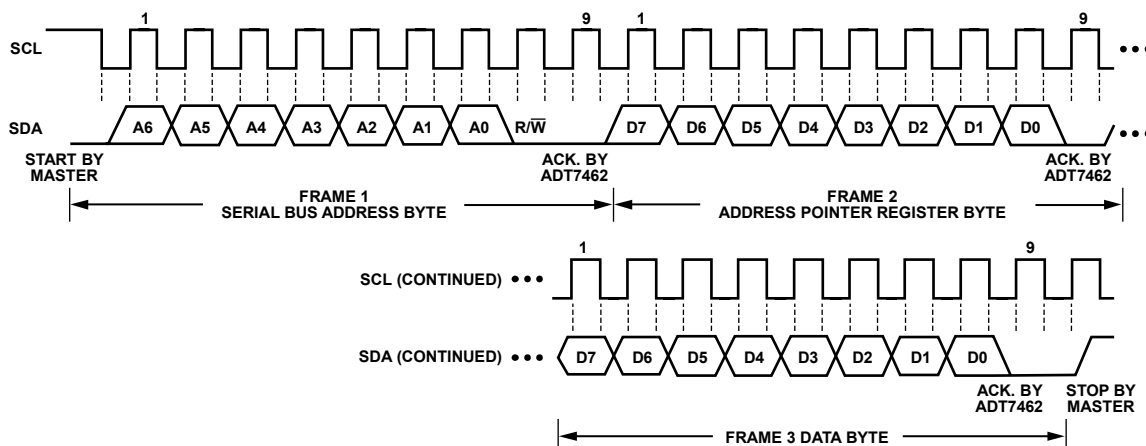 1 9 1 9
SCL
SDA
A6 A5 A4 A3 A2 A1 A0 R/W̅ D7 D6 D5 D4 D3 D2 D1 D0
START BY
MASTER
ACK. BY
ADT7462
ACK. BY
ADT7462
FRAME 1
SERIAL BUS ADDRESS BYTE
FRAME 2
ADDRESS POINTER REGISTER BYTE
1 9
SCL (CONTINUED)
SDA (CONTINUED)
D7 D6 D5 D4 D3 D2 D1 D0
ACK. BY
ADT7462
STOP BY
MASTER
FRAME 3 DATA BYTE